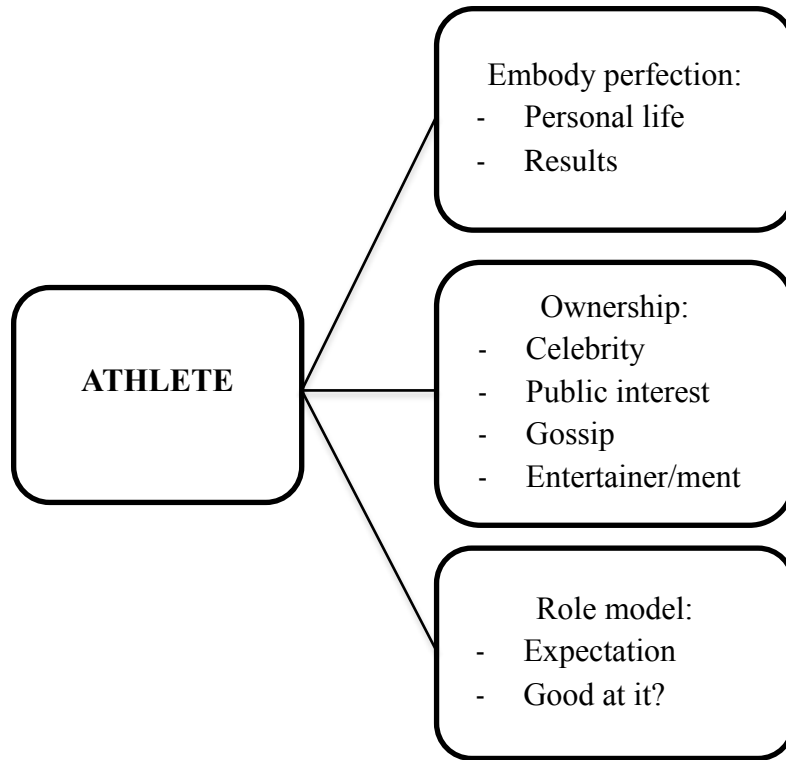 ATHLETE
Embody perfection:
- Personal life
- Results
Ownership:
- Celebrity
- Public interest
- Gossip
- Entertainer/ment
Role model:
- Expectation
- Good at it?